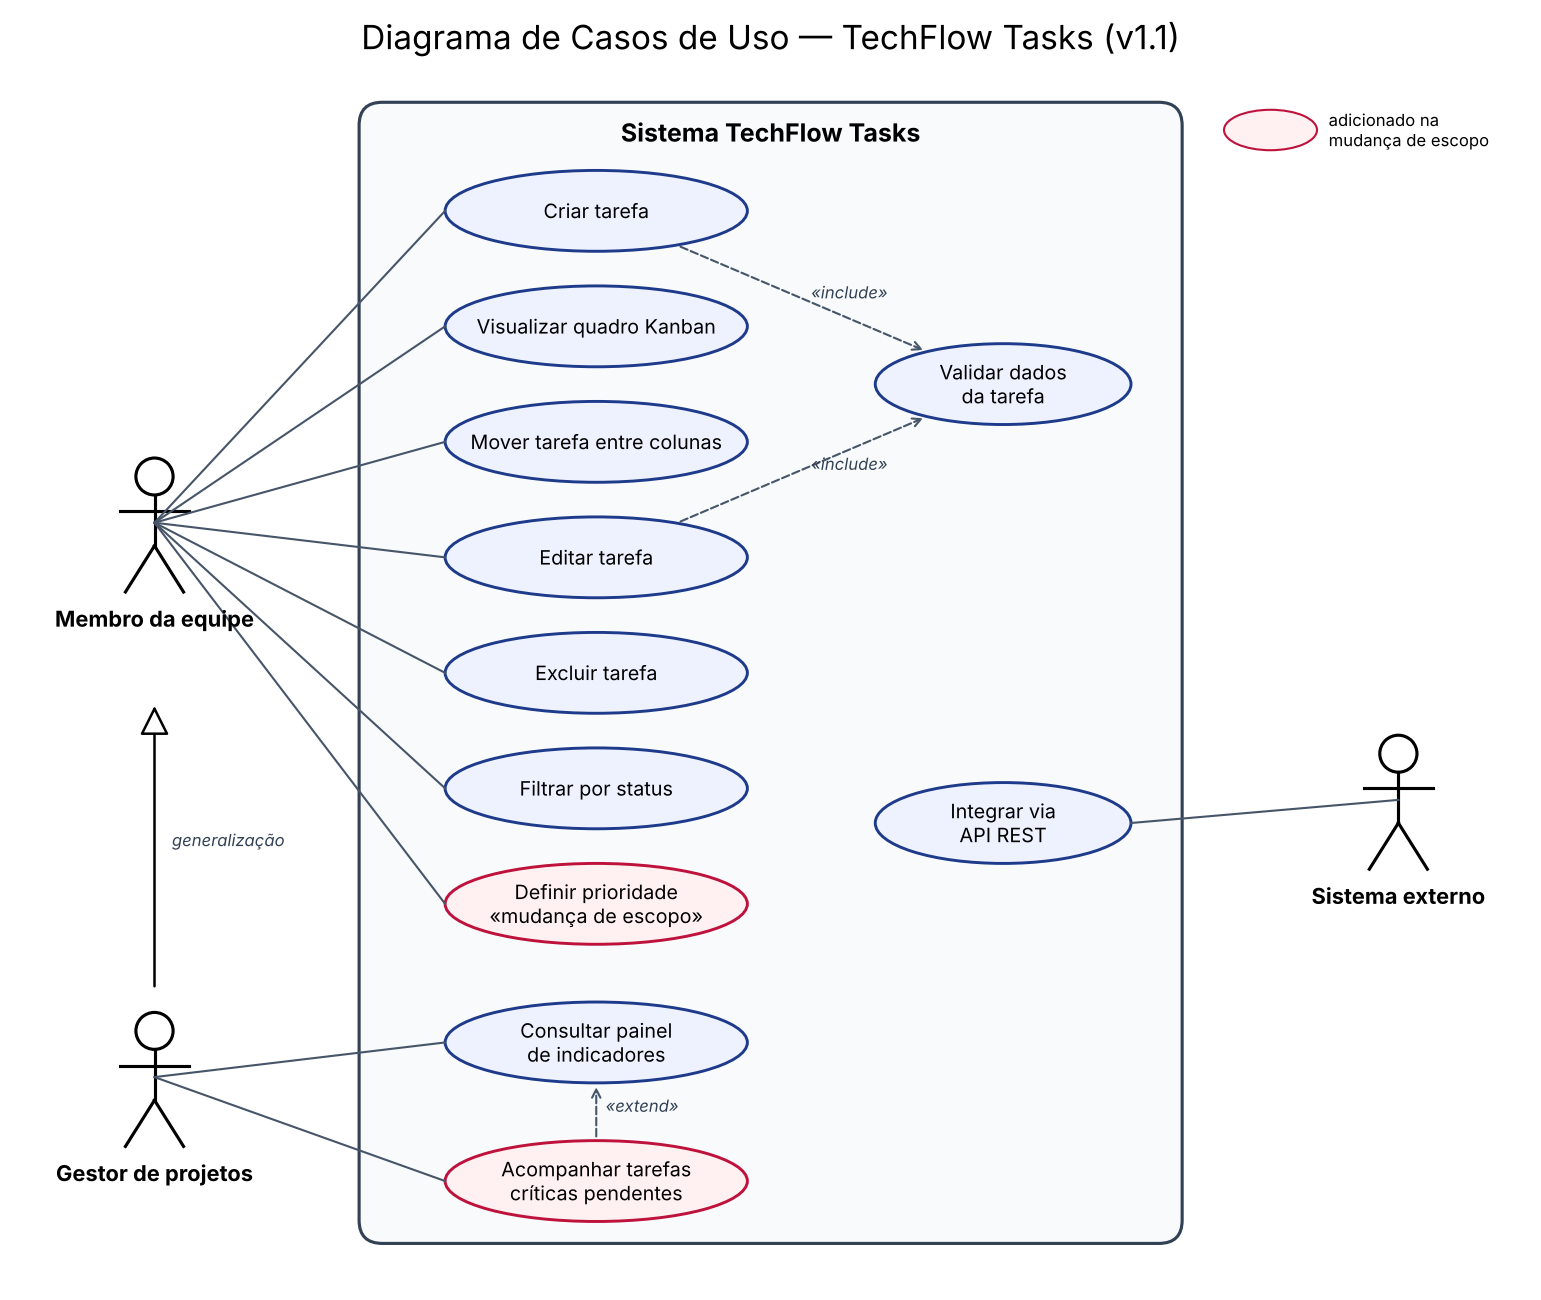 Diagrama de Casos de Uso — TechFlow Tasks (v1.1)
Sistema TechFlow Tasks
adicionado na
mudança de escopo
Criar tarefa
«include»
Visualizar quadro Kanban
Validar dados
da tarefa
Mover tarefa entre colunas
«include»
Editar tarefa
Membro da equipe
Excluir tarefa
Filtrar por status
Integrar via
API REST
generalização
Sistema externo
Definir prioridade
«mudança de escopo»
Consultar painel
de indicadores
«extend»
Gestor de projetos
Acompanhar tarefas
críticas pendentes